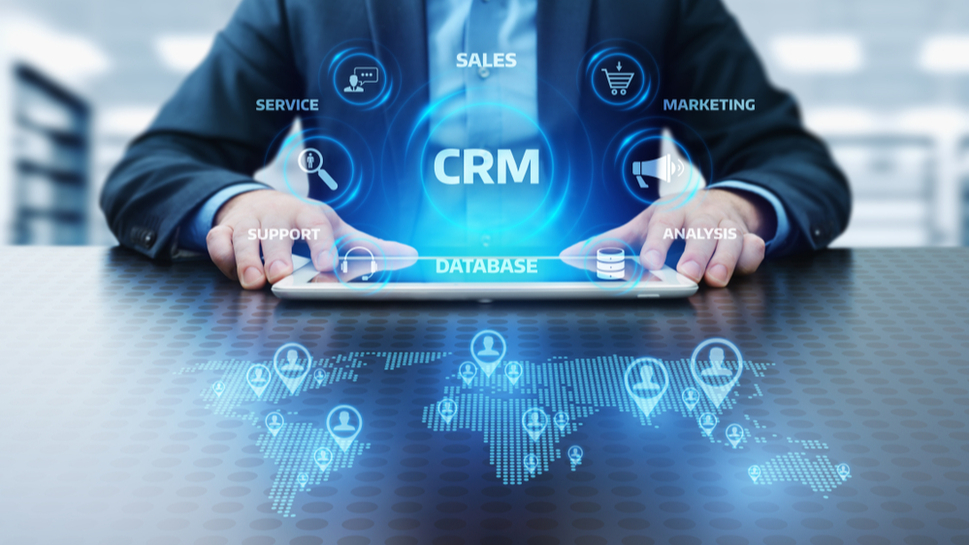 SALES
SERVICE
MARKETING
CRM
SUPPORT
ANALYSIS
DATABASE